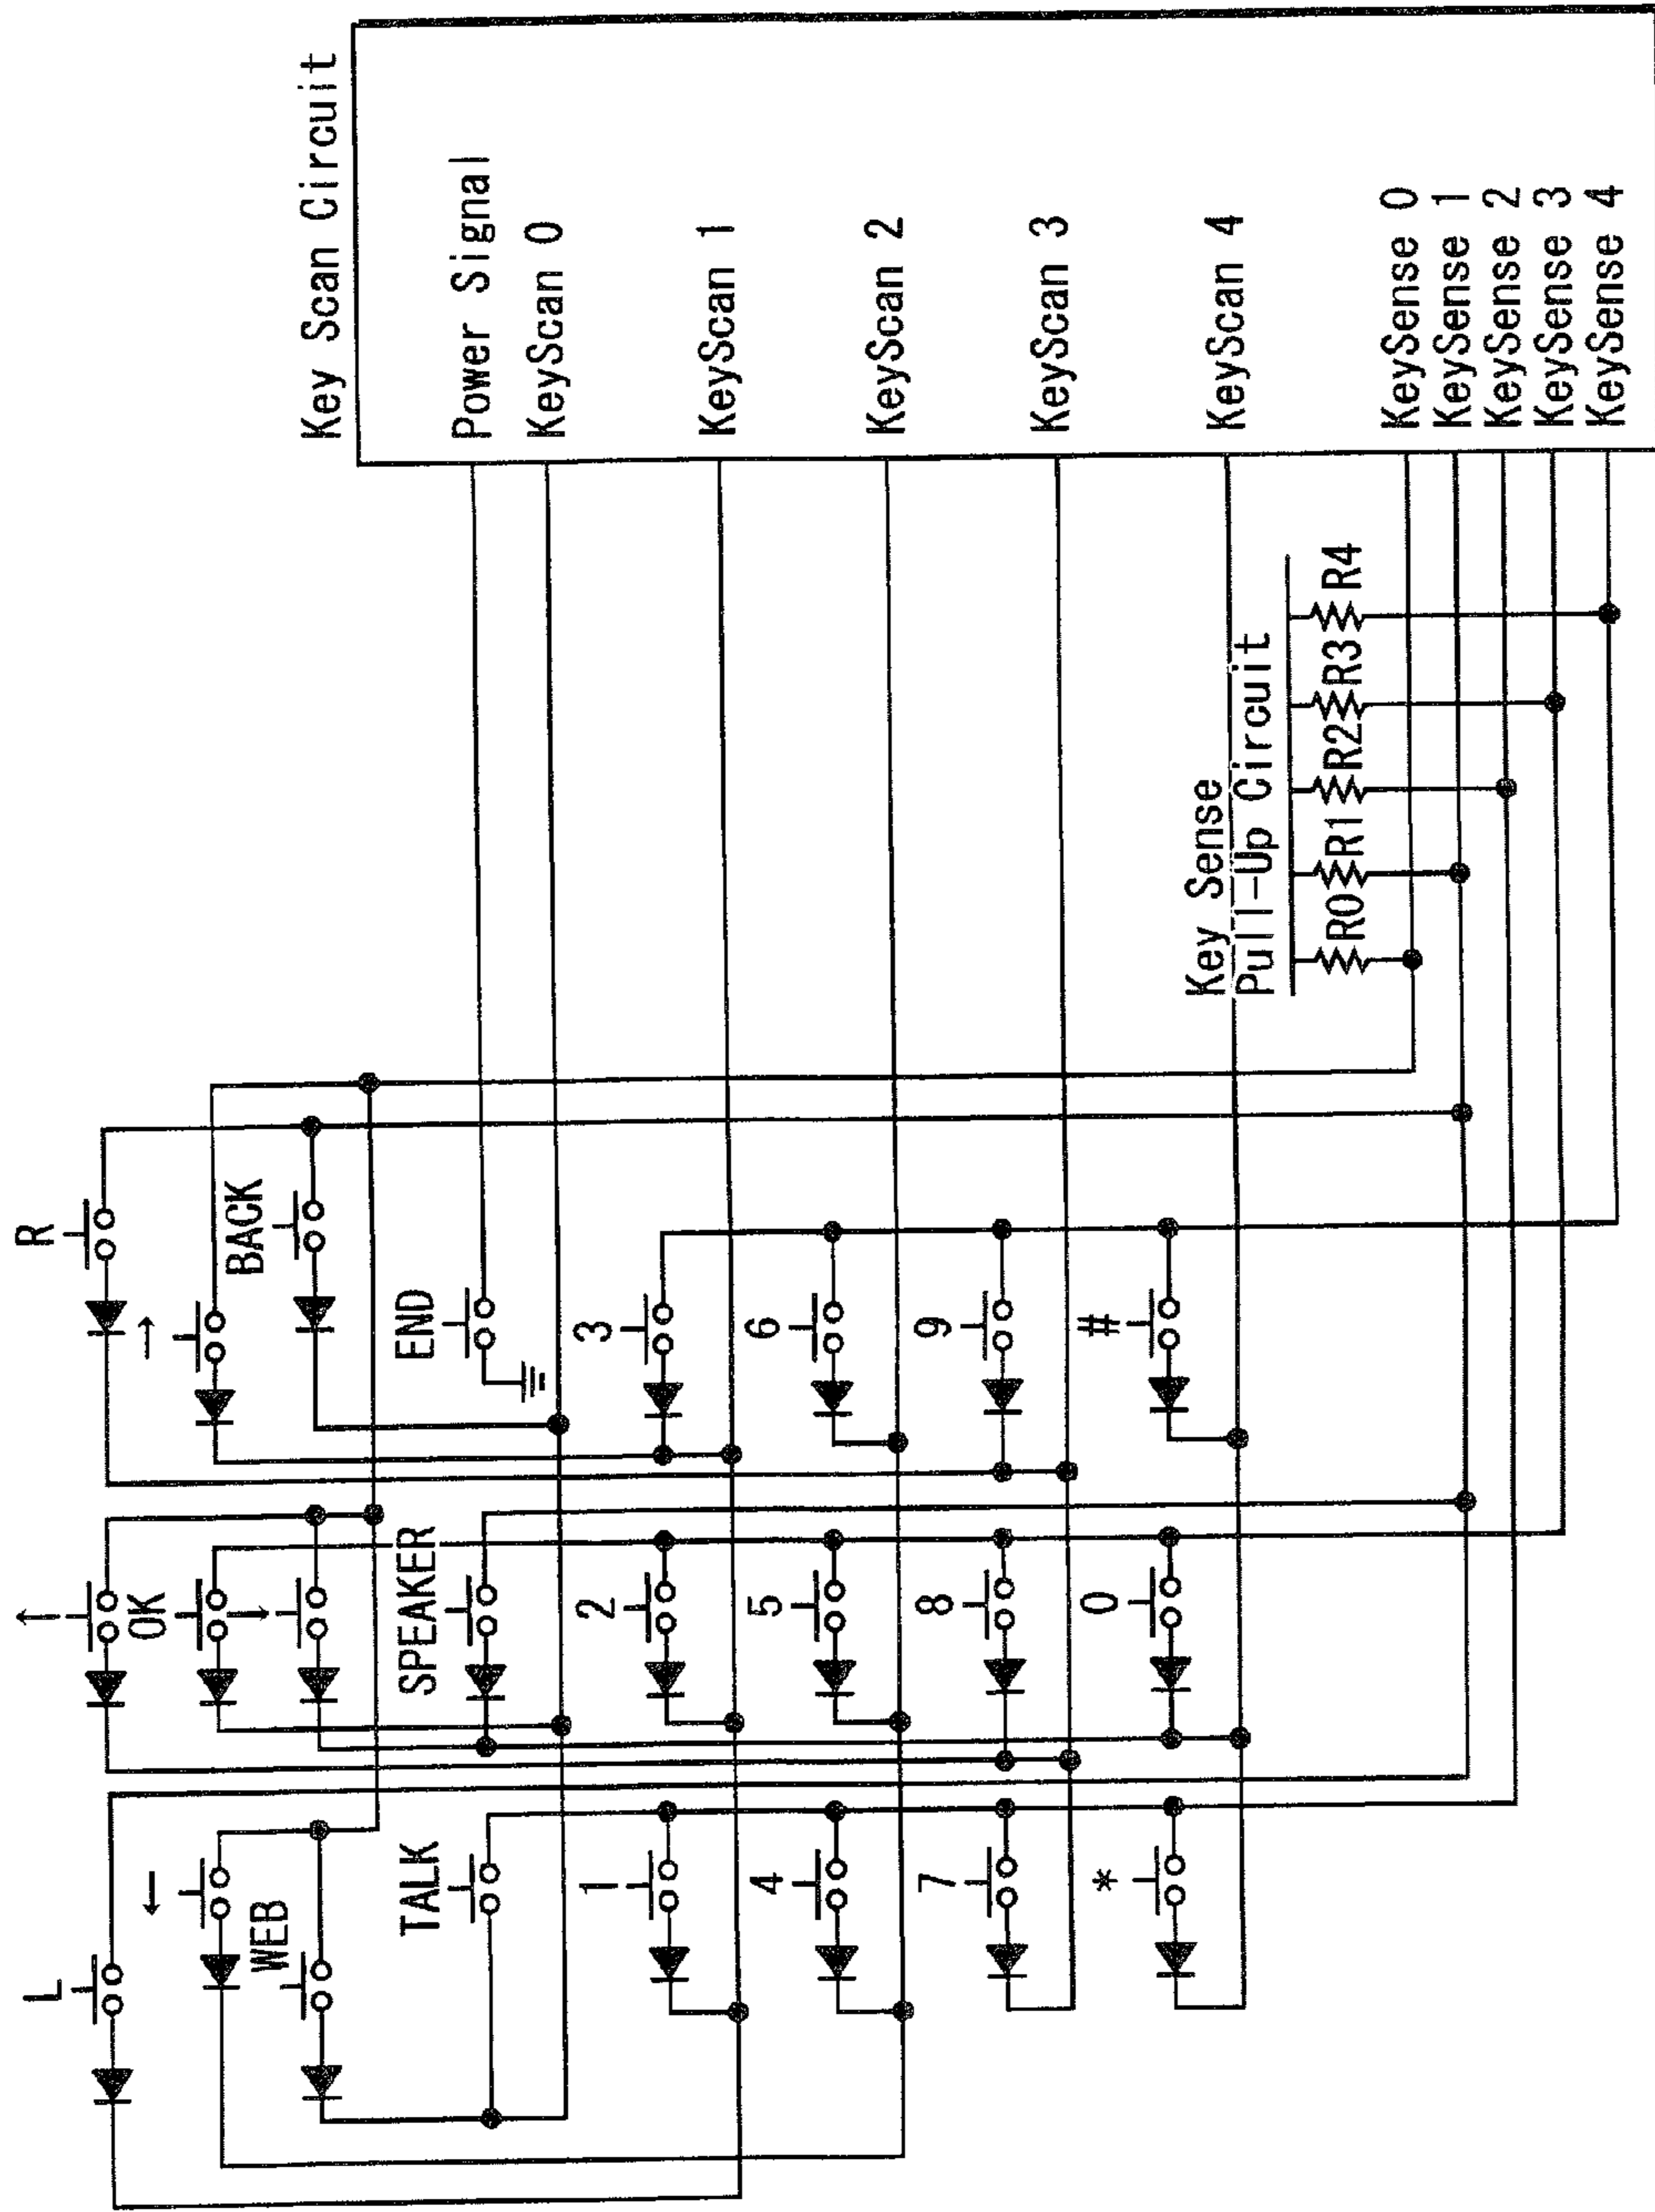 Key Scan Circuit
Power Signal
KeyScan 0
KeyScan 1
KeyScan 2
KeyScan 3
KeyScan 4
KeySense 0
KeySense 1
KeySense 2
KeySense 3
KeySense 4
Key Sense
Pull-Up Circuit
R0
R1
R2
R3
R4
L
↑
R
←
OK
→
WEB
↓
BACK
TALK
SPEAKER
END
1
2
3
4
5
6
7
8
9
*
0
#